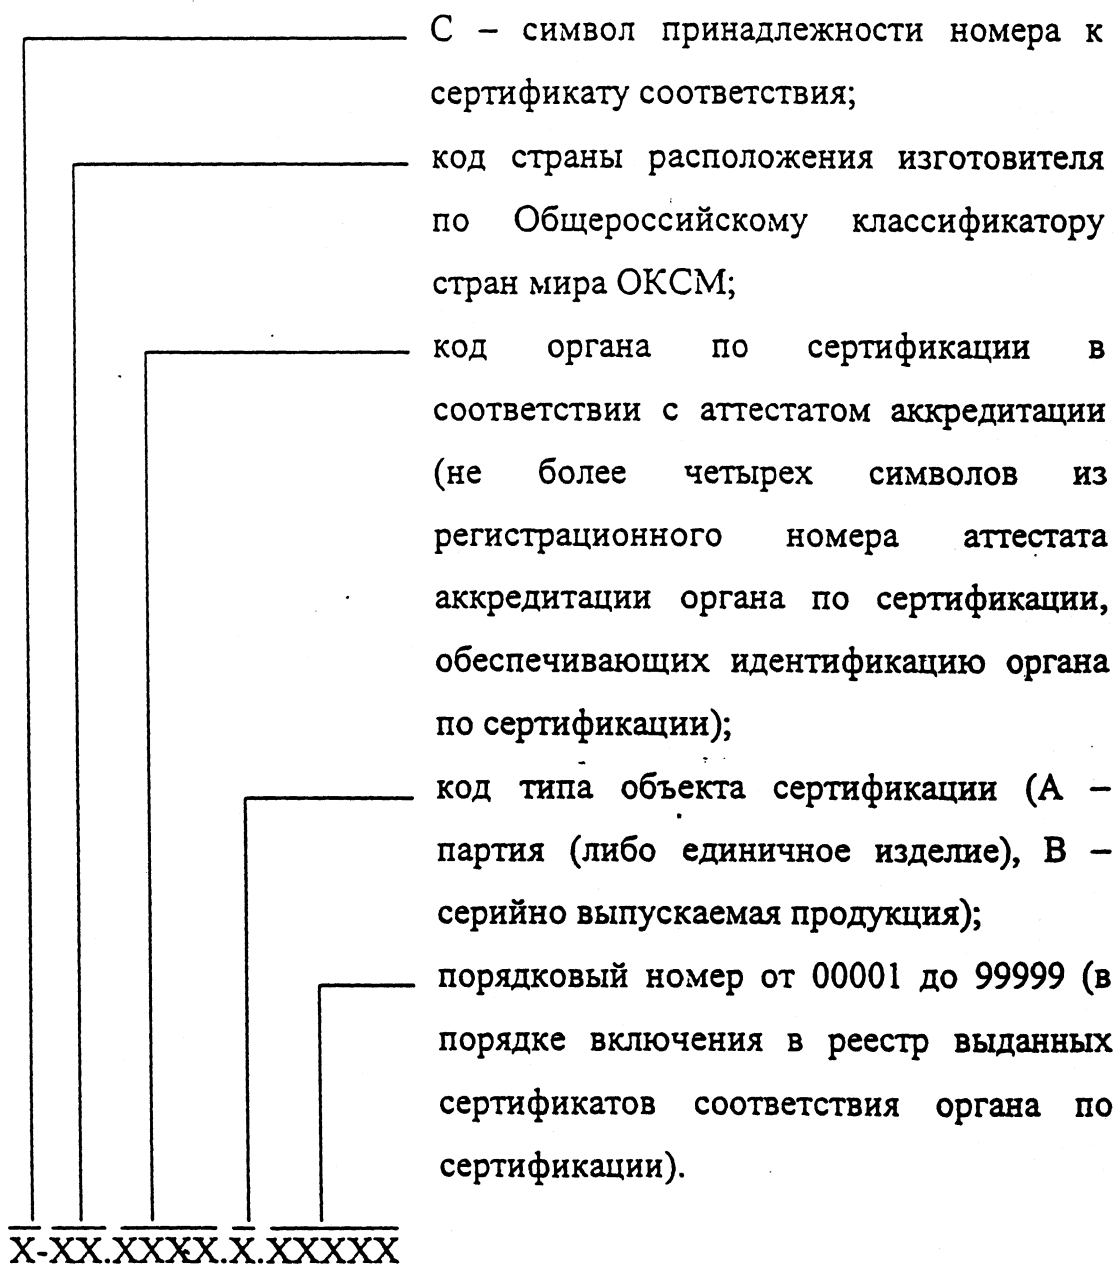 С – символ принадлежности номера к
сертификату соответствия;
код страны расположения изготовителя
по Общероссийскому классификатору
стран мира ОКСМ;
код органа по сертификации в
соответствии с аттестатом аккредитации
(не более четырех символов из
регистрационного номера аттестата
аккредитации органа по сертификации,
обеспечивающих идентификацию органа
по сертификации);
код типа объекта сертификации (А –
партия (либо единичное изделие), В –
серийно выпускаемая продукция);
порядковый номер от 00001 до 99999 (в
порядке включения в реестр выданных
сертификатов соответствия органа по
сертификации).
Х-ХХ.ХХХХ.Х.ХХХХХ